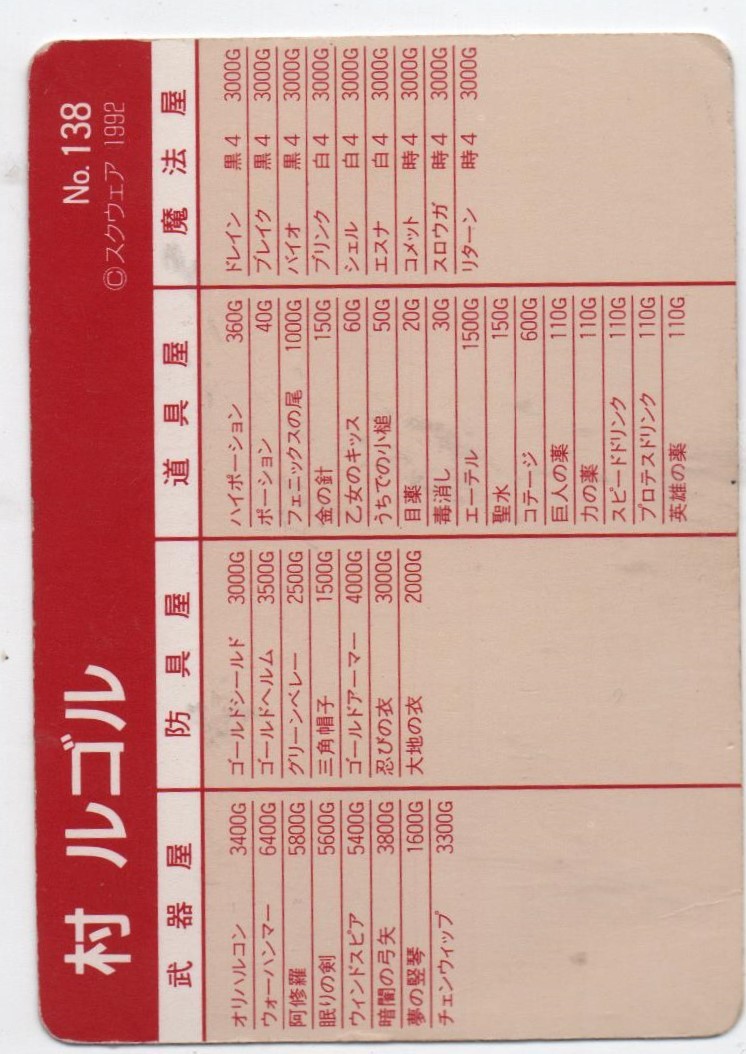 村 ルゴル
No.138
©スクウェア 1992
武器屋
オリハルコン 3400G
ウォーハンマー 6400G
阿修羅 5800G
眠りの剣 5600G
ウィンドスピア 5400G
暗闇の弓矢 3800G
夢の竪琴 1600G
チェンウィップ 3300G
防具屋
ゴールドシールド 3000G
ゴールドヘルム 3500G
グリーンベレー 2500G
三角帽子 1500G
ゴールドアーマー 4000G
忍びの衣 3000G
大地の衣 2000G
道具屋
ハイポーション 360G
ポーション 40G
フェニックスの尾 1000G
金の針 150G
乙女のキッス 60G
うちでの小槌 50G
目薬 20G
毒消し 30G
エーテル 1500G
聖水 150G
コテージ 600G
巨人の薬 110G
力の薬 110G
スピードドリンク 110G
プロテスドリンク 110G
英雄の薬 110G
魔法屋
ドレイン 黒4 3000G
ブレイク 黒4 3000G
バイオ 黒4 3000G
ブリンク 白4 3000G
シェル 白4 3000G
エスナ 白4 3000G
コメット 時4 3000G
スロウガ 時4 3000G
リターン 時4 3000G